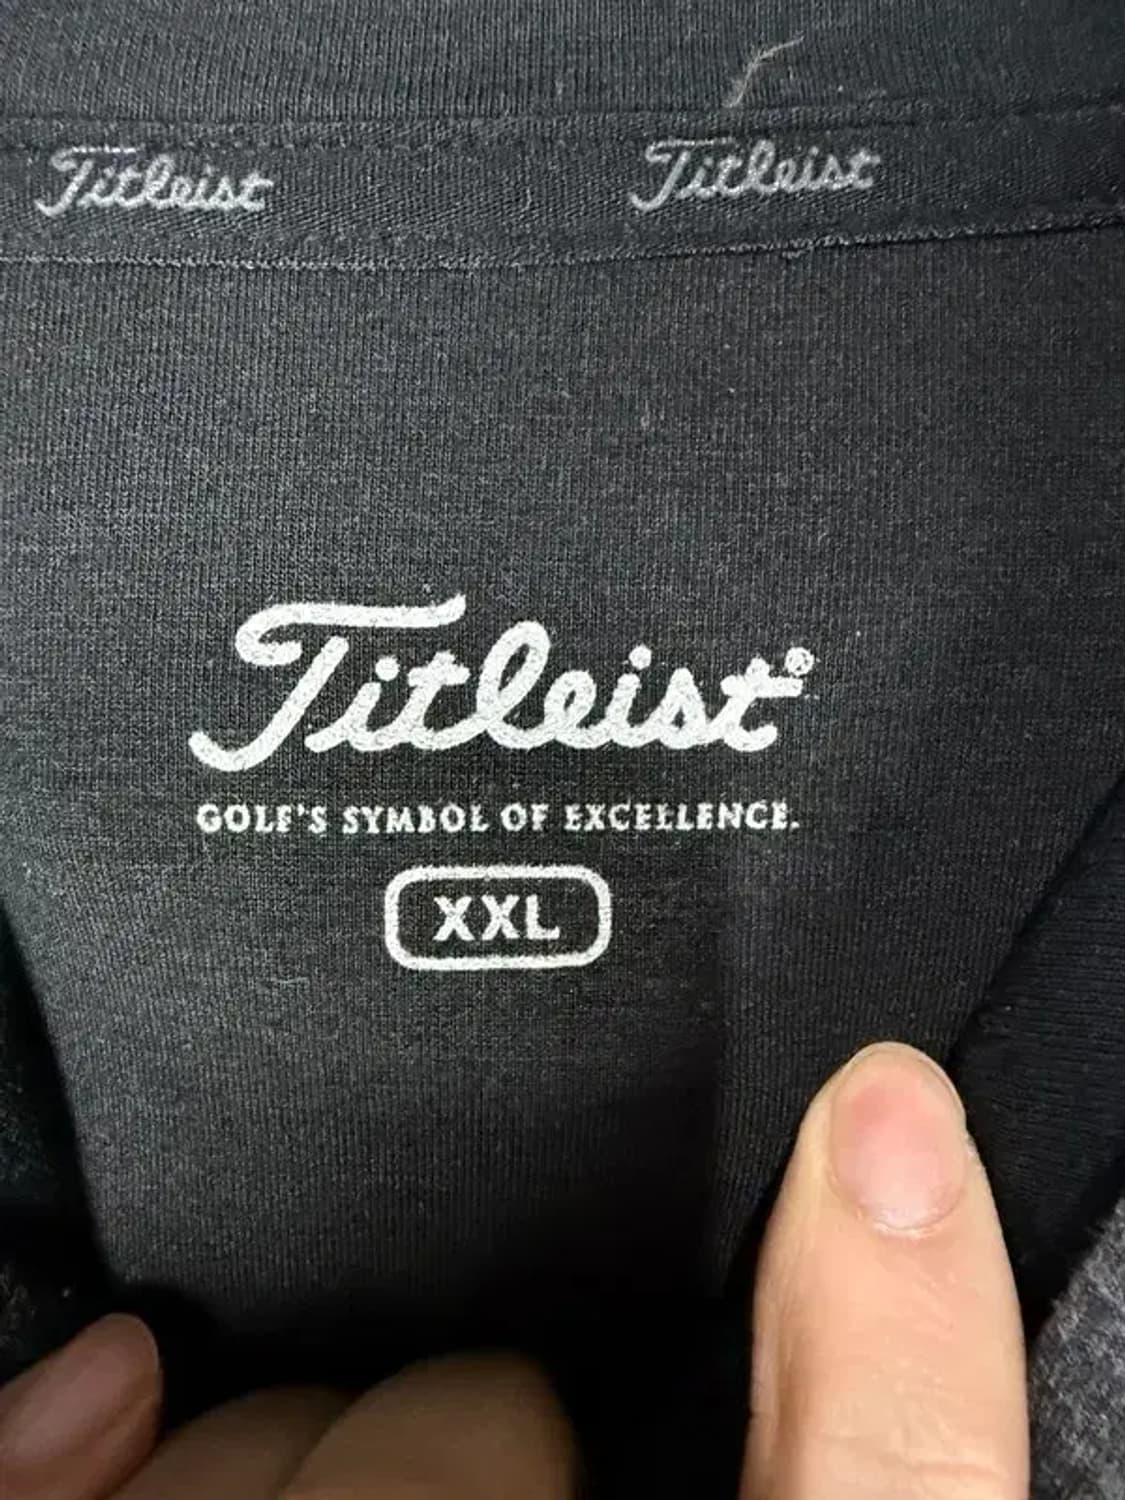 Titleist Titleist
Titleist®
GOLF'S SYMBOL OF EXCELLENCE.
XXL